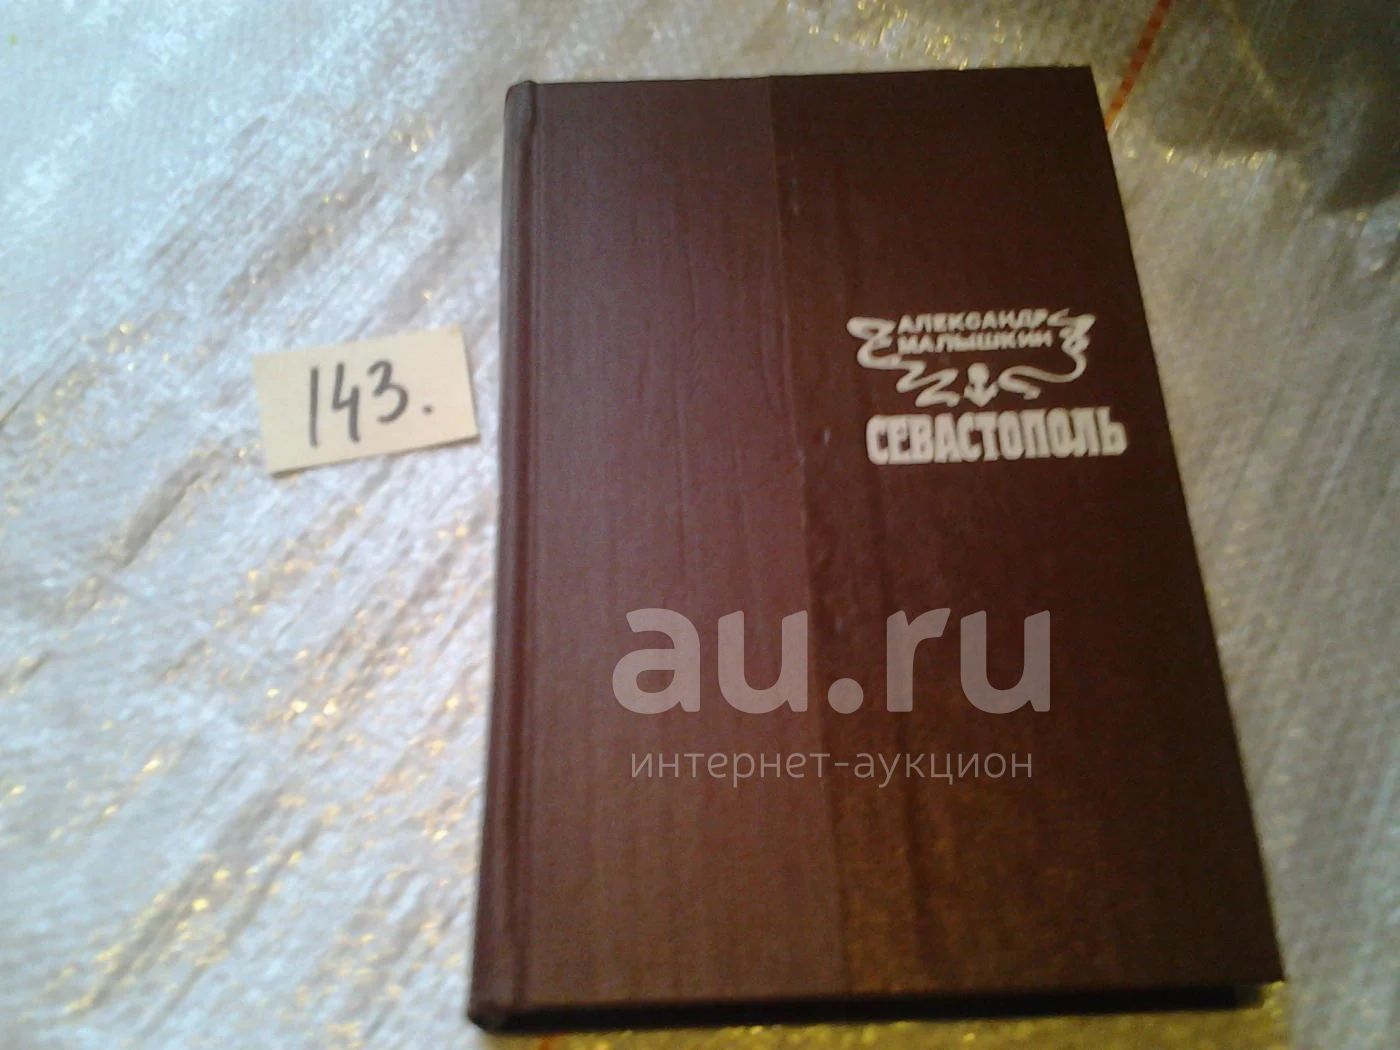 143.
АЛЕКСАНДР
МАЛЫШКИН
СЕВАСТОПОЛЬ
au.ru
интернет-аукцион